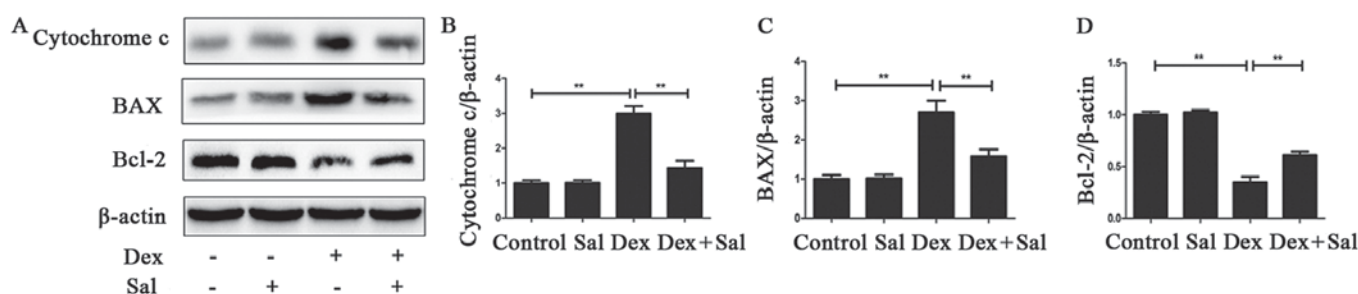 A
Cytochrome c
BAX
Bcl-2
β-actin
Dex - - + +
Sal - + - +
B
Cytochrome c/β-actin
4
3
2
1
0
** **
Control Sal Dex Dex+Sal
C
BAX/β-actin
4
3
2
1
0
** **
Control Sal Dex Dex+Sal
D
Bcl-2/β-actin
1.5
1.0
0.5
0.0
** **
Control Sal Dex Dex+Sal